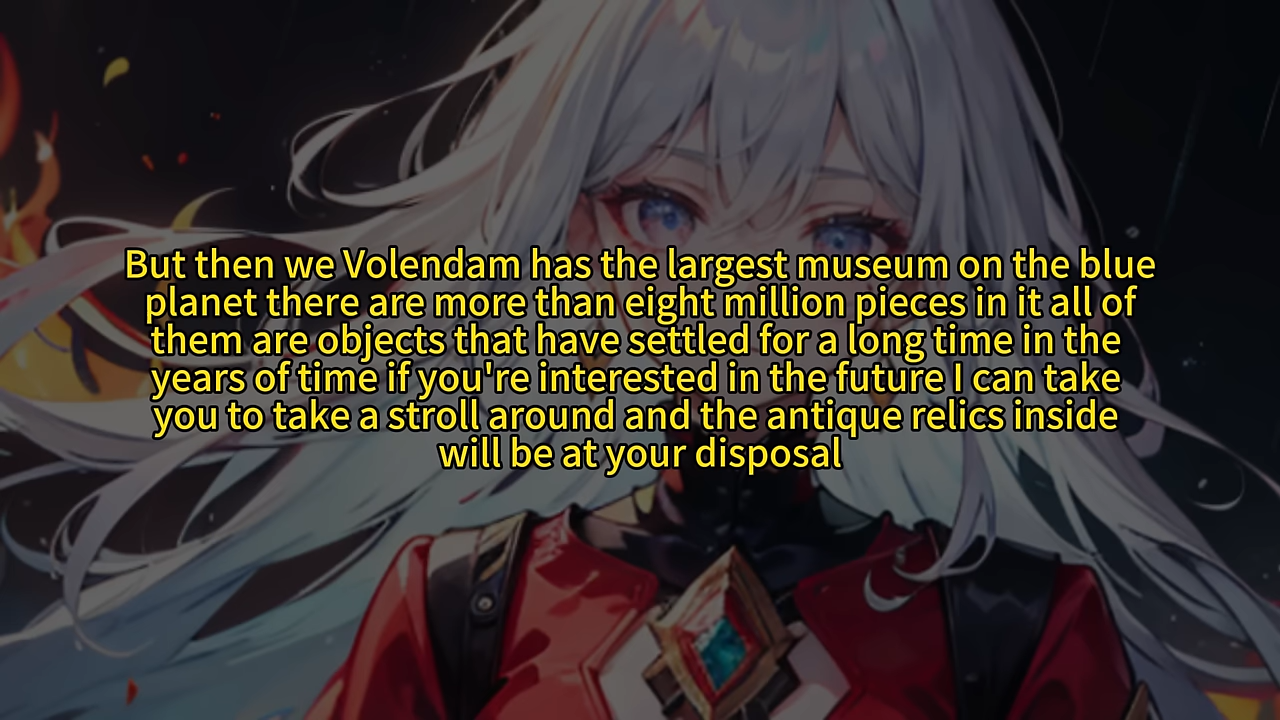 But then we Volendam has the largest museum on the blue
planet there are more than eight million pieces in it all of
them are objects that have settled for a long time in the
years of time if you're interested in the future I can take
you to take a stroll around and the antique relics inside
will be at your disposal